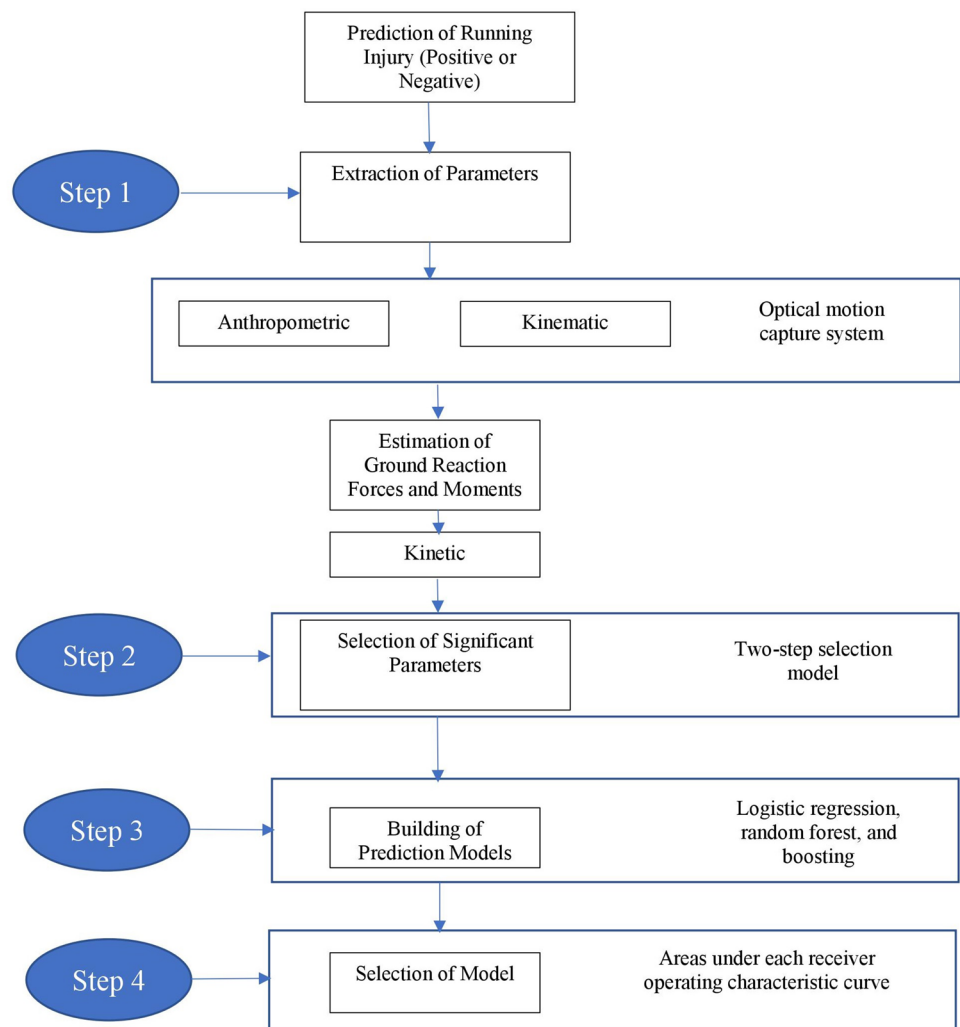 Prediction of Running
Injury (Positive or
Negative)
Step 1
Extraction of Parameters
Anthropometric
Kinematic
Optical motion
capture system
Estimation of
Ground Reaction
Forces and Moments
Kinetic
Step 2
Selection of Significant
Parameters
Two-step selection
model
Step 3
Building of
Prediction Models
Logistic regression,
random forest, and
boosting
Step 4
Selection of Model
Areas under each receiver
operating characteristic curve